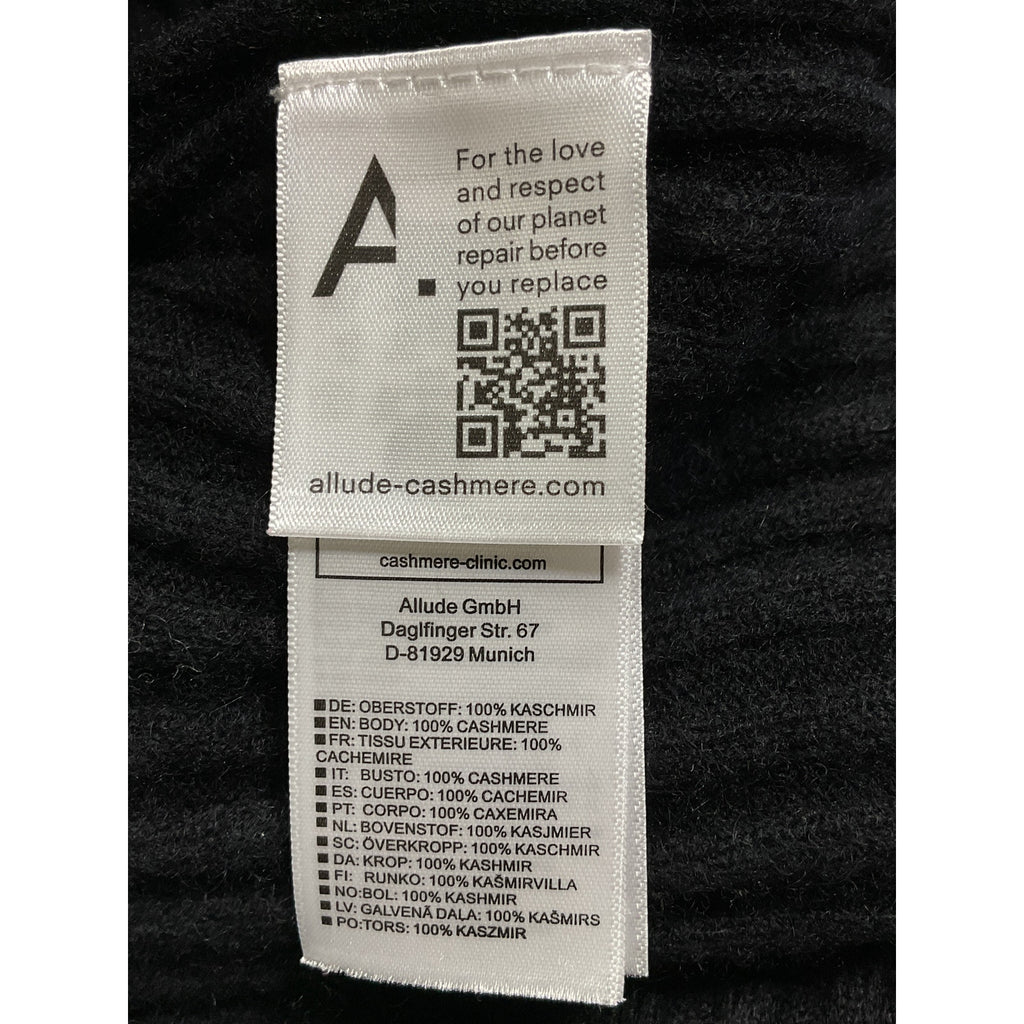 A.
For the love
and respect
of our planet
repair before
you replace
allude-cashmere.com
cashmere-clinic.com
Allude GmbH
Daglfinger Str. 67
D-81929 Munich
DE: OBERSTOFF: 100% KASCHMIR
EN: BODY: 100% CASHMERE
FR: TISSU EXTERIEURE: 100%
CACHEMIRE
IT: BUSTO: 100% CASHMERE
ES: CUERPO: 100% CACHEMIR
PT: CORPO: 100% CAXEMIRA
NL: BOVENSTOF: 100% KASJMIER
SC: ÖVERKROPP: 100% KASCHMIR
DA: KROP: 100% KASHMIR
FI: RUNKO: 100% KAŠMIRVILLA
NO:BOL: 100% KASHMIR
LV: GALVENĀ DAĻA: 100% KAŠMIRS
PO:TORS: 100% KASZMIR